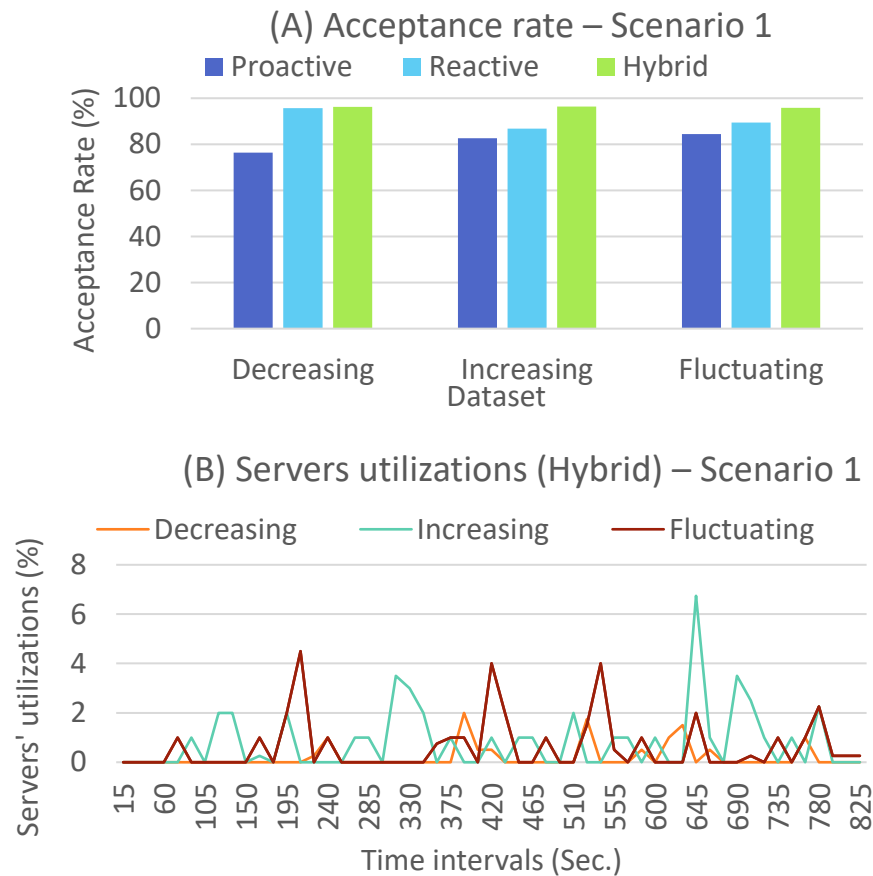 (A) Acceptance rate – Scenario 1
Proactive Reactive Hybrid
Acceptance Rate (%)
100
80
60
40
20
0
Decreasing Increasing Fluctuating
Dataset
(B) Servers utilizations (Hybrid) – Scenario 1
Decreasing Increasing Fluctuating
Servers' utilizations (%)
8
6
4
2
0
15 60 105 150 195 240 285 330 375 420 465 510 555 600 645 690 735 780 825
Time intervals (Sec.)